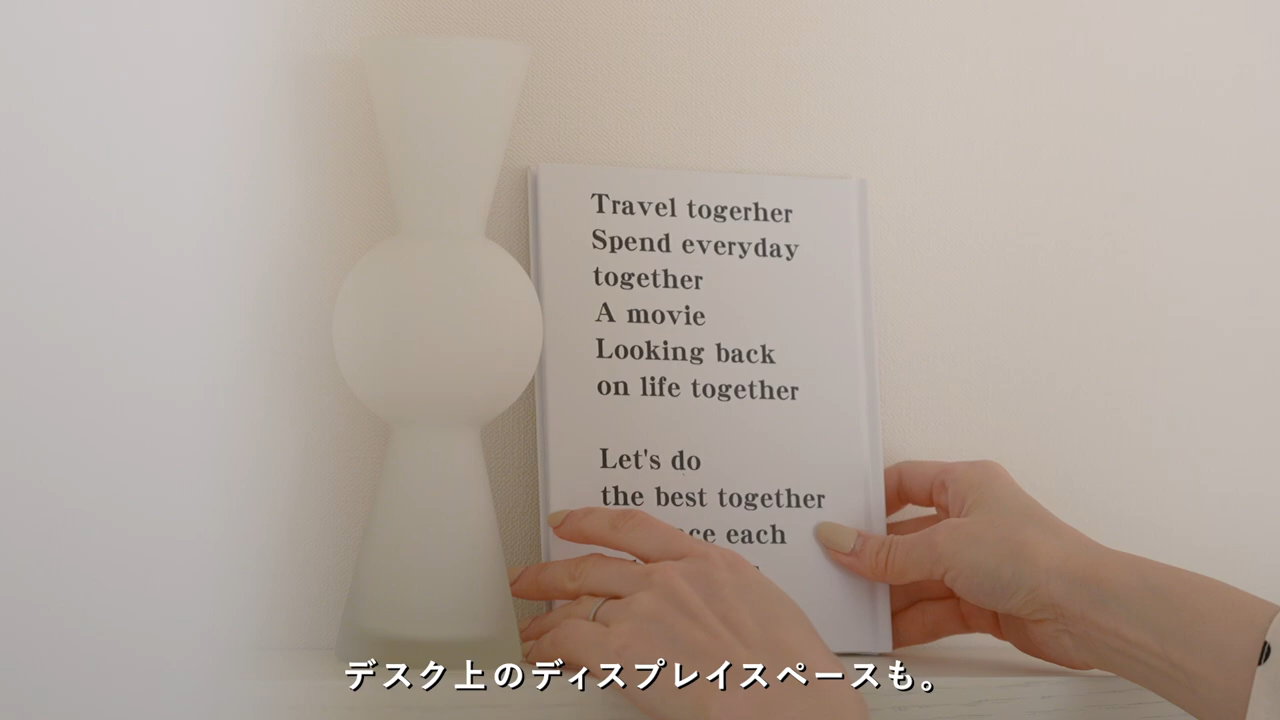 Travel togerher
Spend everyday
together
A movie
Looking back
on life together
Let's do
the best together
each
デスク上のディスプレイスペースも。